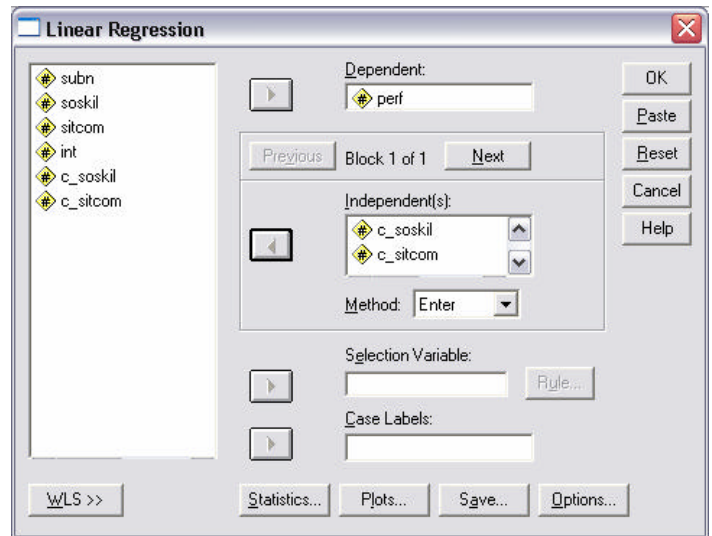 Linear Regression
subn
soskil
sitcom
int
c_soskil
c_sitcom
Dependent:
perf
Previous
Block 1 of 1
Next
Independent(s):
c_soskil
c_sitcom
Method:
Enter
Selection Variable:
Rule...
Case Labels:
WLS >>
Statistics...
Plots...
Save...
Options...
OK
Paste
Reset
Cancel
Help